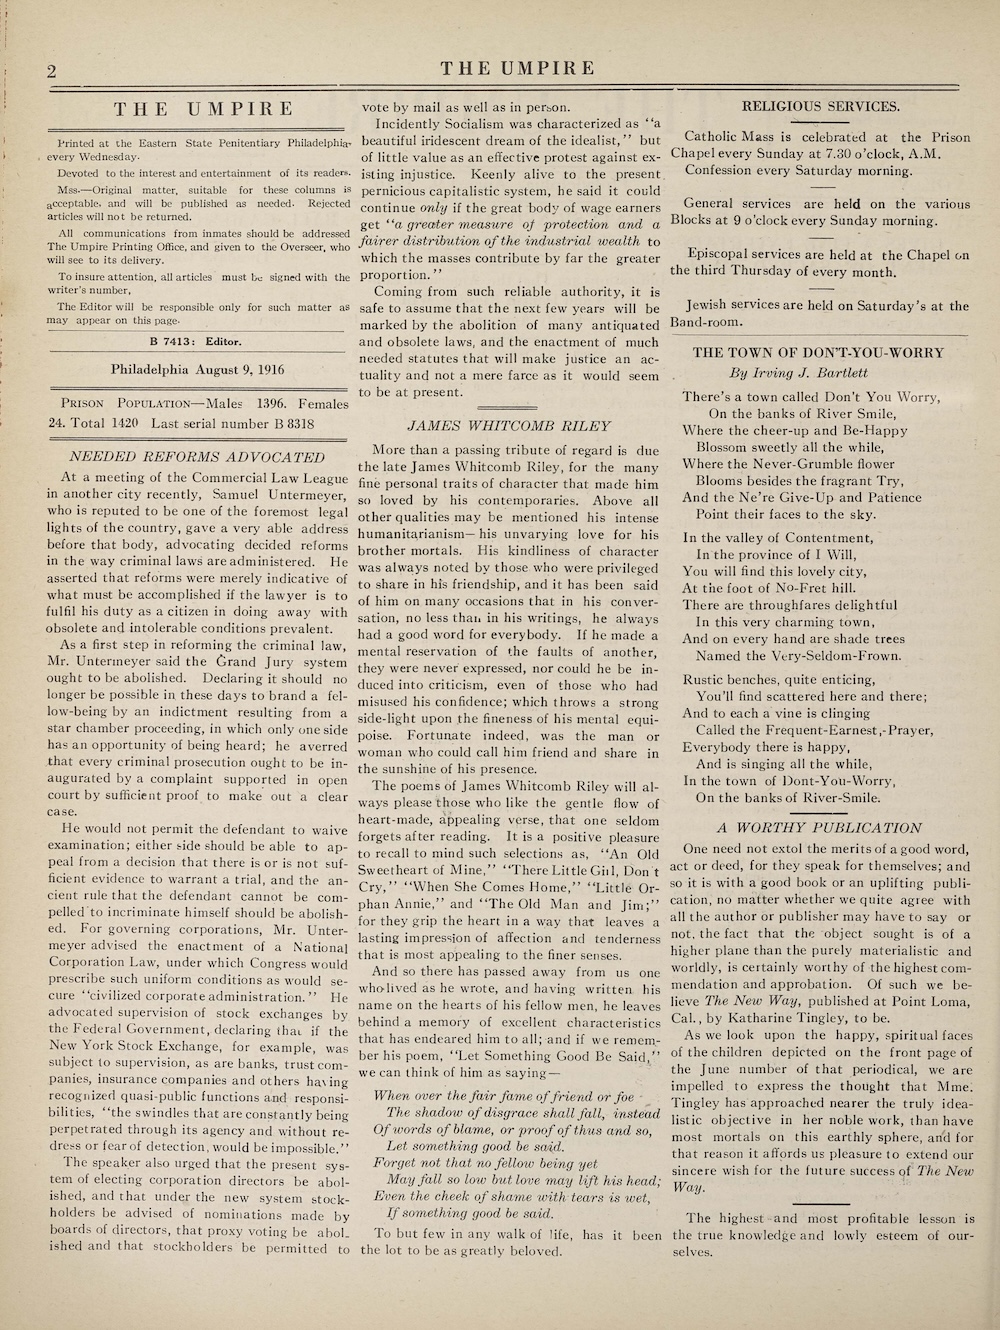 2
THE UMPIRE
THE UMPIRE
Printed at the Eastern State Penitentiary Philadelphia,
every Wednesday.
Devoted to the interest and entertainment of its readers.
Mss.—Original matter, suitable for these columns is
acceptable, and will be published as needed. Rejected
articles will not be returned.
All communications from inmates should be addressed
The Umpire Printing Office, and given to the Overseer, who
will see to its delivery.
To insure attention, all articles must be signed with the
writer's number,
The Editor will be responsible only for such matter as
may appear on this page.
B 7413: Editor.
Philadelphia August 9, 1916
PRISON POPULATION—Males 1396. Females
24. Total 1420 Last serial number B 8318
NEEDED REFORMS ADVOCATED
At a meeting of the Commercial Law League
in another city recently, Samuel Untermeyer,
who is reputed to be one of the foremost legal
lights of the country, gave a very able address
before that body, advocating decided reforms
in the way criminal laws are administered. He
asserted that reforms were merely indicative of
what must be accomplished if the lawyer is to
fulfil his duty as a citizen in doing away with
obsolete and intolerable conditions prevalent.
As a first step in reforming the criminal law,
Mr. Untermeyer said the Grand Jury system
ought to be abolished. Declaring it should no
longer be possible in these days to brand a fel-
low-being by an indictment resulting from a
star chamber proceeding, in which only one side
has an opportunity of being heard; he averred
that every criminal prosecution ought to be in-
augurated by a complaint supported in open
court by sufficient proof to make out a clear
case.
He would not permit the defendant to waive
examination; either side should be able to ap-
peal from a decision that there is or is not suf-
ficient evidence to warrant a trial, and the an-
cient rule that the defendant cannot be com-
pelled to incriminate himself should be abolish-
ed. For governing corporations, Mr. Unter-
meyer advised the enactment of a National
Corporation Law, under which Congress would
prescribe such uniform conditions as would se-
cure "civilized corporate administration." He
advocated supervision of stock exchanges by
the Federal Government, declaring that if the
New York Stock Exchange, for example, was
subject to supervision, as are banks, trust com-
panies, insurance companies and others having
recognized quasi-public functions and responsi-
bilities, "the swindles that are constantly being
perpetrated through its agency and without re-
dress or fear of detection, would be impossible."
The speaker also urged that the present sys-
tem of electing corporation directors be abol-
ished, and that under the new system stock-
holders be advised of nominations made by
boards of directors, that proxy voting be abol-
ished and that stockholders be permitted to
vote by mail as well as in person.
Incidently Socialism was characterized as "a
beautiful iridescent dream of the idealist," but
of little value as an effective protest against ex-
isting injustice. Keenly alive to the present
pernicious capitalistic system, he said it could
continue only if the great body of wage earners
get "a greater measure of protection and a
fairer distribution of the industrial wealth to
which the masses contribute by far the greater
proportion."
Coming from such reliable authority, it is
safe to assume that the next few years will be
marked by the abolition of many antiquated
and obsolete laws, and the enactment of much
needed statutes that will make justice an ac-
tuality and not a mere farce as it would seem
to be at present.
JAMES WHITCOMB RILEY
More than a passing tribute of regard is due
the late James Whitcomb Riley, for the many
fine personal traits of character that made him
so loved by his contemporaries. Above all
other qualities may be mentioned his intense
humanitarianism—his unvarying love for his
brother mortals. His kindliness of character
was always noted by those who were privileged
to share in his friendship, and it has been said
of him on many occasions that in his conver-
sation, no less than in his writings, he always
had a good word for everybody. If he made a
mental reservation of the faults of another,
they were never expressed, nor could he be in-
duced into criticism, even of those who had
misused his confidence; which throws a strong
side-light upon the fineness of his mental equi-
poise. Fortunate indeed, was the man or
woman who could call him friend and share in
the sunshine of his presence.
The poems of James Whitcomb Riley will al-
ways please those who like the gentle flow of
heart-made, appealing verse, that one seldom
forgets after reading. It is a positive pleasure
to recall to mind such selections as, "An Old
Sweetheart of Mine," "There Little Girl, Don't
Cry," "When She Comes Home," "Little Or-
phan Annie," and "The Old Man and Jim;"
for they grip the heart in a way that leaves a
lasting impression of affection and tenderness
that is most appealing to the finer senses.
And so there has passed away from us one
who lived as he wrote, and having written his
name on the hearts of his fellow men, he leaves
behind a memory of excellent characteristics
that has endeared him to all; and if we remem-
ber his poem, "Let Something Good Be Said,"
we can think of him as saying—
When over the fair fame of friend or foe
The shadow of disgrace shall fall, instead
Of words of blame, or proof of thus and so,
Let something good be said.
Forget not that no fellow being yet
May fall so low but love may lift his head;
Even the cheek of shame with tears is wet,
If something good be said.
To but few in any walk of life, has it been
the lot to be as greatly beloved.
RELIGIOUS SERVICES.
Catholic Mass is celebrated at the Prison
Chapel every Sunday at 7.30 o'clock, A.M.
Confession every Saturday morning.
General services are held on the various
Blocks at 9 o'clock every Sunday morning.
Episcopal services are held at the Chapel on
the third Thursday of every month.
Jewish services are held on Saturday's at the
Band-room.
THE TOWN OF DON'T-YOU-WORRY
By Irving J. Bartlett
There's a town called Don't You Worry,
On the banks of River Smile,
Where the cheer-up and Be-Happy
Blossom sweetly all the while,
Where the Never-Grumble flower
Blooms besides the fragrant Try,
And the Ne're Give-Up and Patience
Point their faces to the sky.
In the valley of Contentment,
In the province of I Will,
You will find this lovely city,
At the foot of No-Fret hill.
There are throughfares delightful
In this very charming town,
And on every hand are shade trees
Named the Very-Seldom-Frown.
Rustic benches, quite enticing,
You'll find scattered here and there;
And to each a vine is clinging
Called the Frequent-Earnest,-Prayer,
Everybody there is happy,
And is singing all the while,
In the town of Dont-You-Worry,
On the banks of River-Smile.
A WORTHY PUBLICATION
One need not extol the merits of a good word,
act or deed, for they speak for themselves; and
so it is with a good book or an uplifting publi-
cation, no matter whether we quite agree with
all the author or publisher may have to say or
not, the fact that the object sought is of a
higher plane than the purely materialistic and
worldly, is certainly worthy of the highest com-
mendation and approbation. Of such we be-
lieve The New Way, published at Point Loma,
Cal., by Katharine Tingley, to be.
As we look upon the happy, spiritual faces
of the children depicted on the front page of
the June number of that periodical, we are
impelled to express the thought that Mme.
Tingley has approached nearer the truly idea-
listic objective in her noble work, than have
most mortals on this earthly sphere, and for
that reason it affords us pleasure to extend our
sincere wish for the future success of The New
Way.
The highest and most profitable lesson is
the true knowledge and lowly esteem of our-
selves.